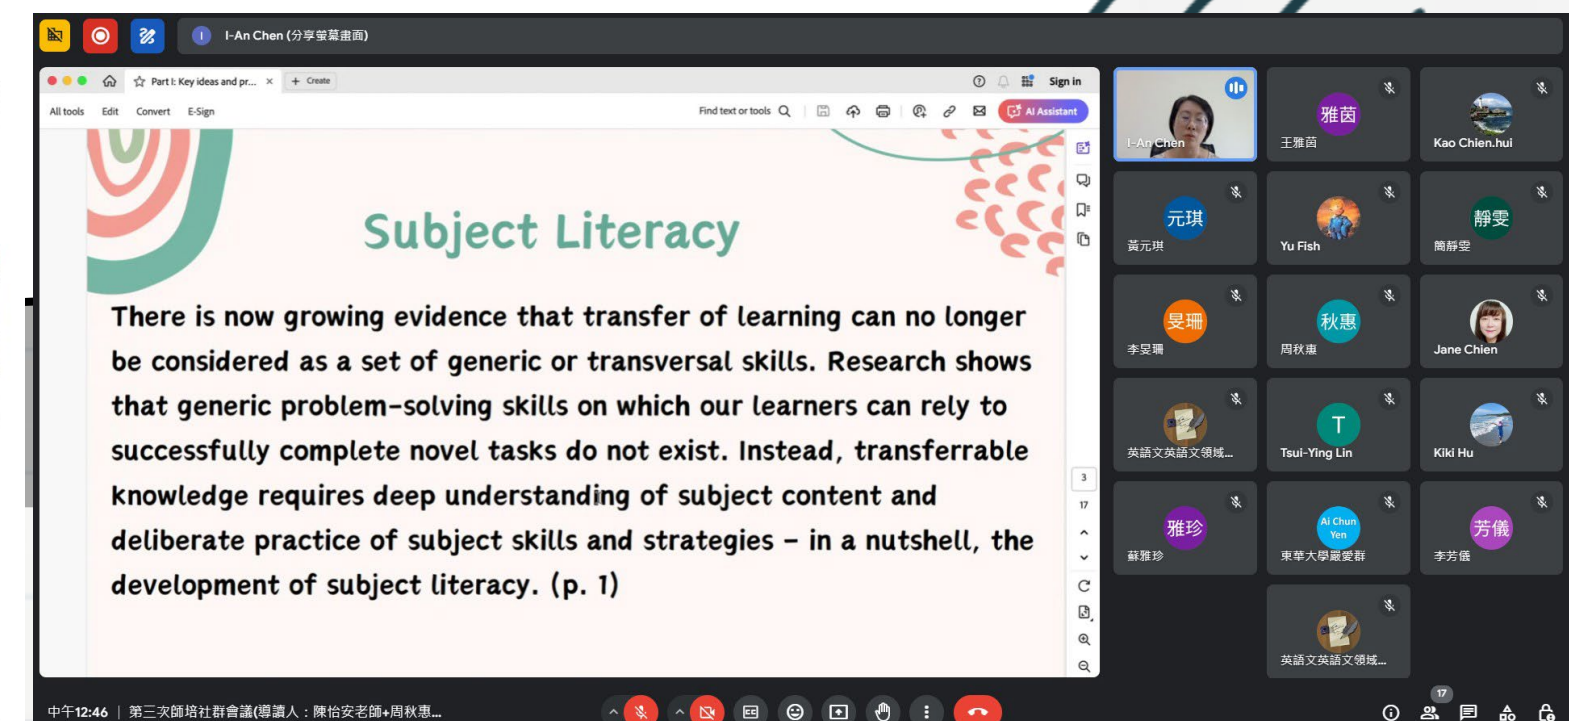 I
I-An Chen (分享螢幕畫面)
Part I: Key ideas and pr...
× + Create
Sign in
All tools Edit Convert E-Sign
Find text or tools
AI Assistant
Subject Literacy
There is now growing evidence that transfer of learning can no longer
be considered as a set of generic or transversal skills. Research shows
that generic problem-solving skills on which our learners can rely to
successfully complete novel tasks do not exist. Instead, transferrable
knowledge requires deep understanding of subject content and
deliberate practice of subject skills and strategies – in a nutshell, the
development of subject literacy. (p. 1)
3
17
I-An Chen
雅茵
王雅茵
Kao Chien.hui
元琪
黃元琪
Yu Fish
靜雯
簡靜雯
旻珊
李旻珊
秋惠
周秋惠
Jane Chien
英語文英語文領域...
T
Tsui-Ying Lin
Kiki Hu
雅珍
蘇雅珍
Ai Chun
Yen
東華大學嚴愛群
芳儀
李芳儀
英語文英語文領域...
中午12:46 | 第三次師培社群會議(導讀人：陳怡安老師+周秋惠...
CC
17